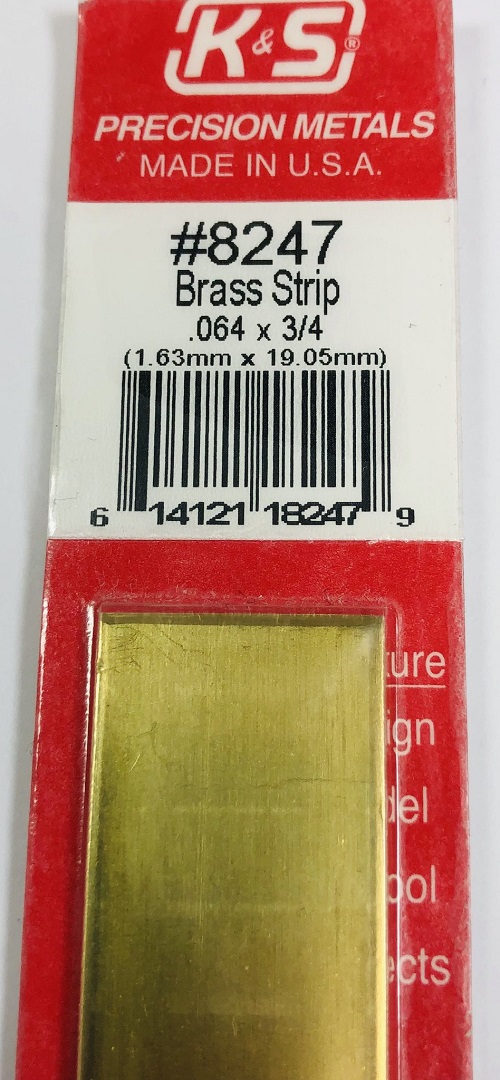 K&S®
PRECISION METALS
MADE IN U.S.A.
#8247
Brass Strip
.064 x 3/4
(1.63mm x 19.05mm)
6 14121 18247 9